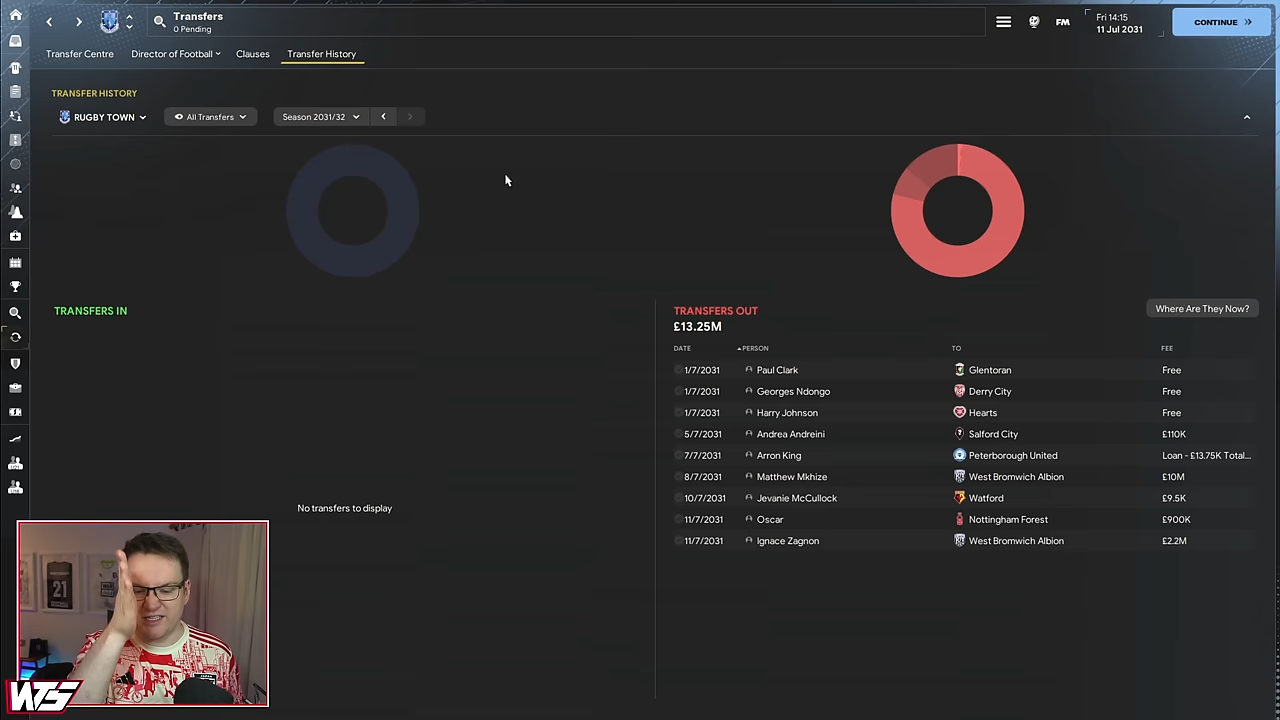 Transfers
0 Pending
FM
Fri 14:15
11 Jul 2031
CONTINUE
Transfer Centre
Director of Football
Clauses
Transfer History
TRANSFER HISTORY
RUGBY TOWN
All Transfers
Season 2031/32
TRANSFERS IN
No transfers to display
TRANSFERS OUT
£13.25M
Where Are They Now?
DATE PERSON TO FEE
1/7/2031 Paul Clark Glentoran Free
1/7/2031 Georges Ndongo Derry City Free
1/7/2031 Harry Johnson Hearts Free
5/7/2031 Andrea Andreini Salford City £110K
7/7/2031 Arron King Peterborough United Loan - £13.75K Total...
8/7/2031 Matthew Mkhize West Bromwich Albion £10M
10/7/2031 Jevanie McCullock Watford £9.5K
11/7/2031 Oscar Nottingham Forest £900K
11/7/2031 Ignace Zagnon West Bromwich Albion £2.2M
21
WTS